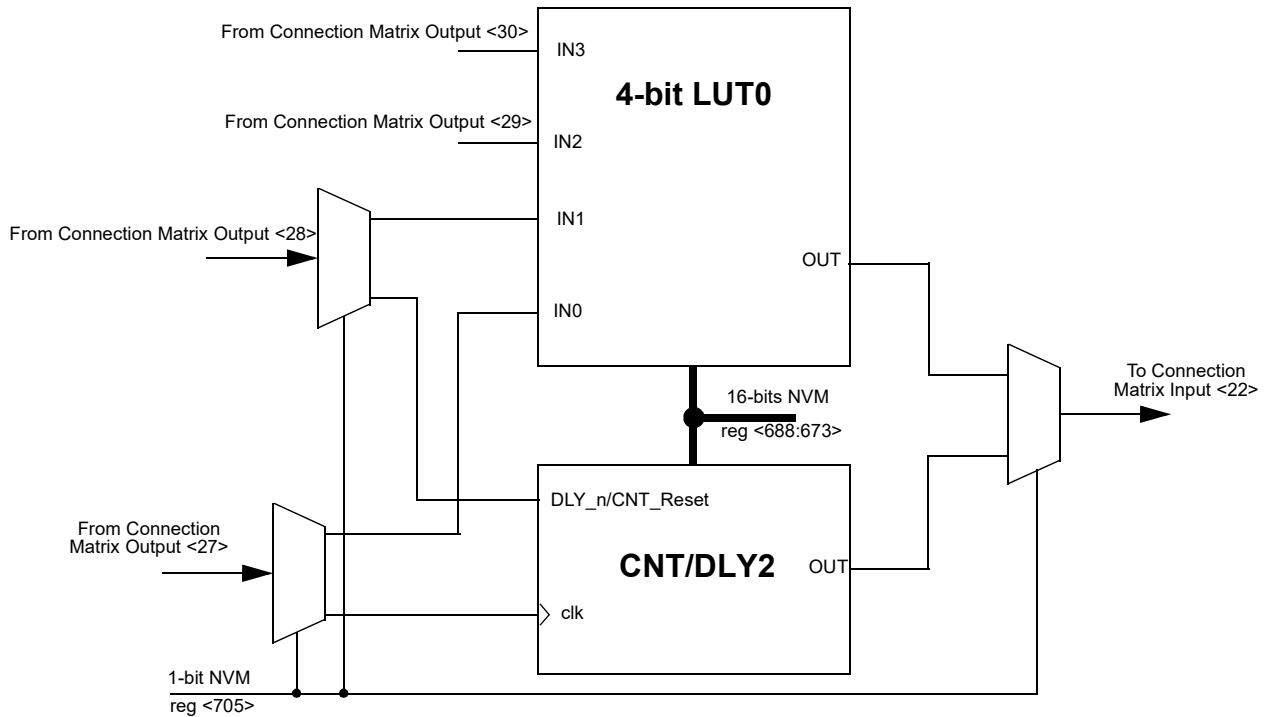 From Connection Matrix Output <30>
IN3
4-bit LUT0
From Connection Matrix Output <29>
IN2
IN1
From Connection Matrix Output <28>
OUT
IN0
To Connection
Matrix Input <22>
16-bits NVM
reg <688:673>
DLY_n/CNT_Reset
From Connection
Matrix Output <27>
CNT/DLY2
OUT
clk
1-bit NVM
reg <705>